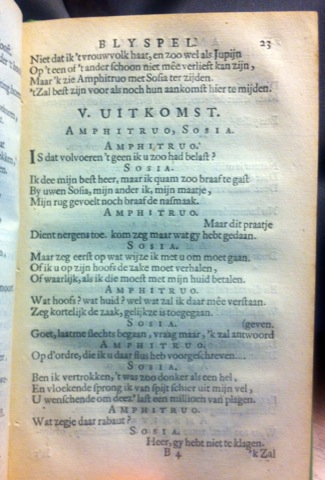 BLYSPEL. 23
Niet dat ik 't vrouwvolk haat, en zoo wel als Jupijn
Op 't een of 't ander schoon niet mêe verlieft kan zijn,
Maar 'k zie Amphitruo met Sosia ter zijden.
'tZal best zijn voor als noch hun aankomst hier te mijden.
V. UITKOMST.
AMPHITRUO, SOSIA.
AMPHITRUO.
IS dat volvoeren 't geen ik u zoo had belast?
SOSIA.
Ik dee mijn best heer, maar ik quam zoo braaf te gast
By uwen Sosia, mijn ander ik, mijn maatje,
Mijn rug gevoelt noch braaf de nasmaak.
AMPHITRUO.
Maar dit praatje
Dient nergens toe. kom zeg maar wat gy hebt gedaan.
SOSIA.
Maar zeg eerst op wat wijze ik met u om moet gaan.
Of ik u op zijn hoofs de zake moet verhalen,
Of waarlijk, als ik die moest met mijn huid betalen.
AMPHITRUO.
Wat hoofs? wat huid? wel wat zal ik daar mêe verstaan.
Zeg kortelijk de zaak, gelijkze is toegegaan.
SOSIA. (geven.
Goet, laatme slechts begaan, vraag maar, 'k zal antwoord
AMPHITRUO.
Op d'ordre, die ik u daar flus heb voorgeschreven....
SOSIA.
Ben ik vertrokken, 't was zoo donker als een hel,
En vloekende sprong ik van spijt schier uit mijn vel,
U wenschende om deez' last een millioen van plagen.
AMPHITRUO.
Wat zegje daar rabaut?
SOSIA.
Heer, gy hebt niet te klagen.
B 4 'k Zal